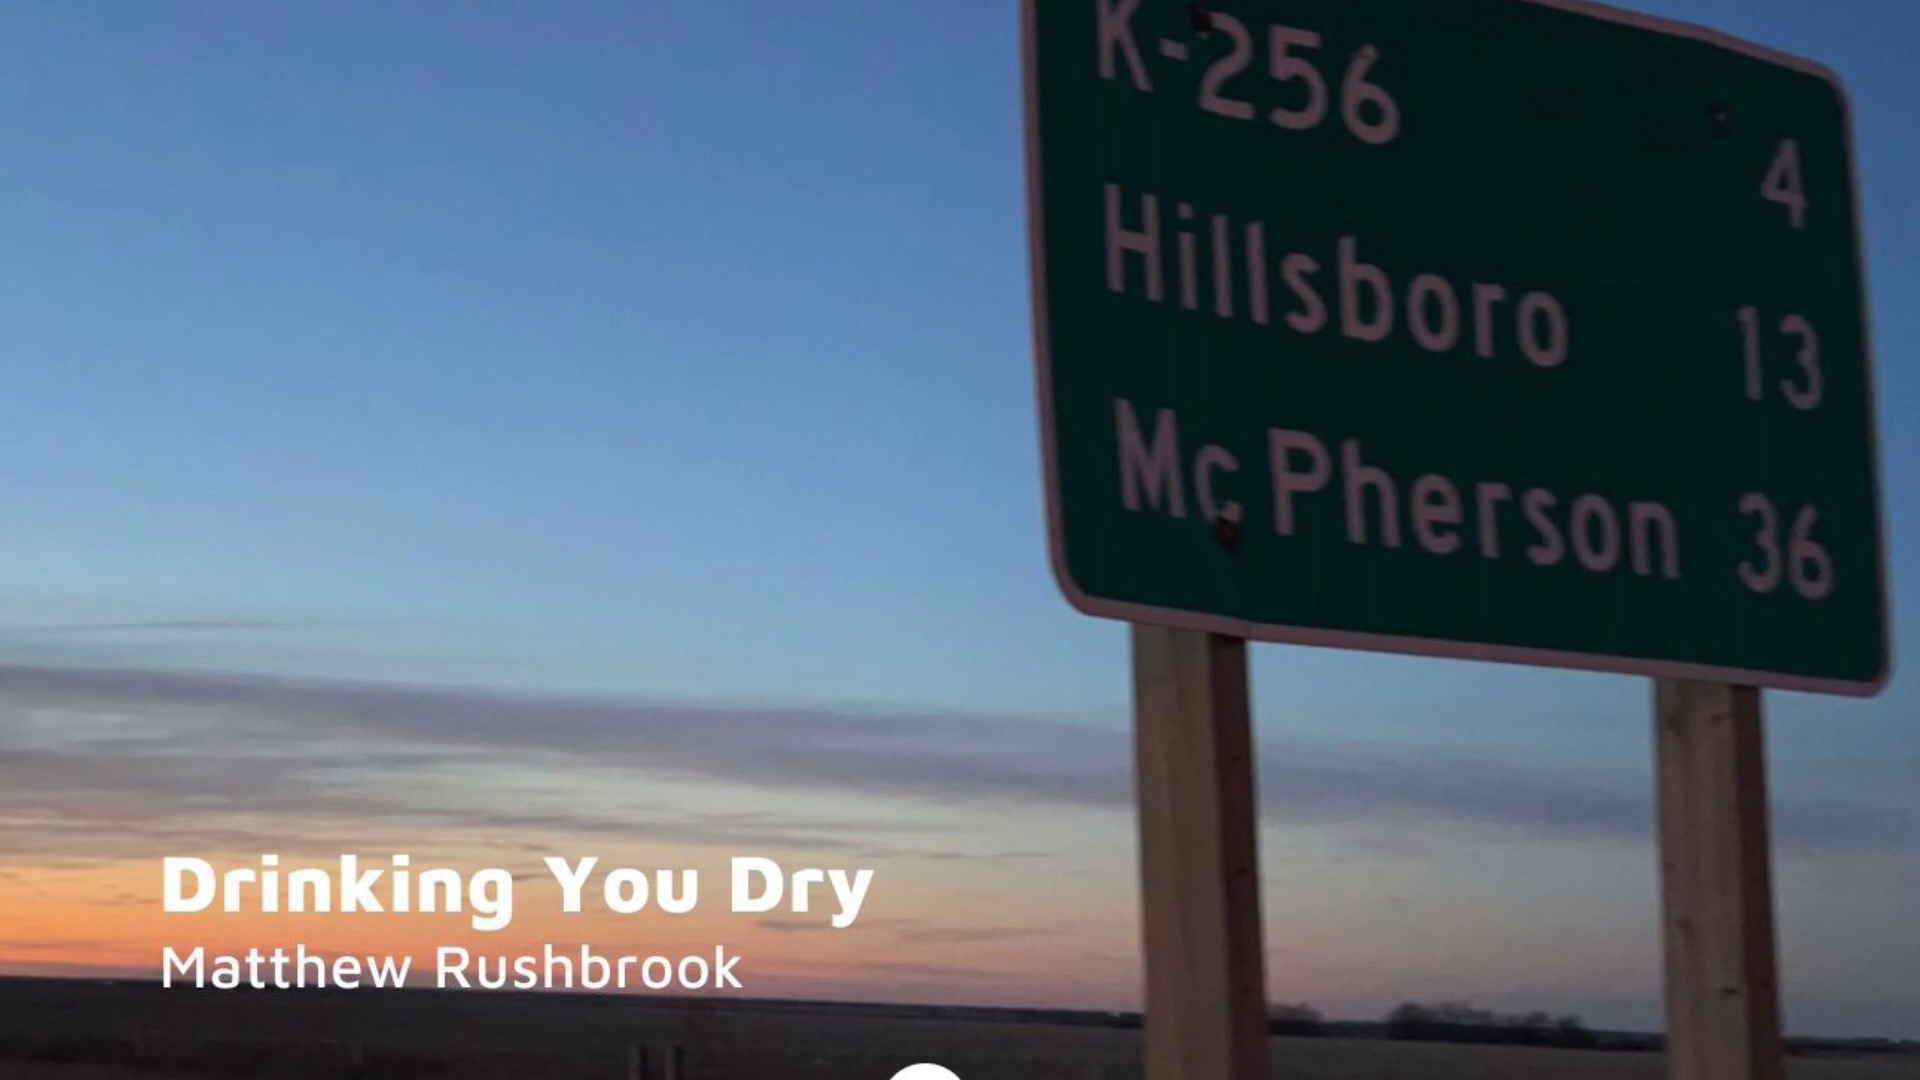 K-256 4
Hillsboro 13
McPherson 36
Drinking You Dry
Matthew Rushbrook